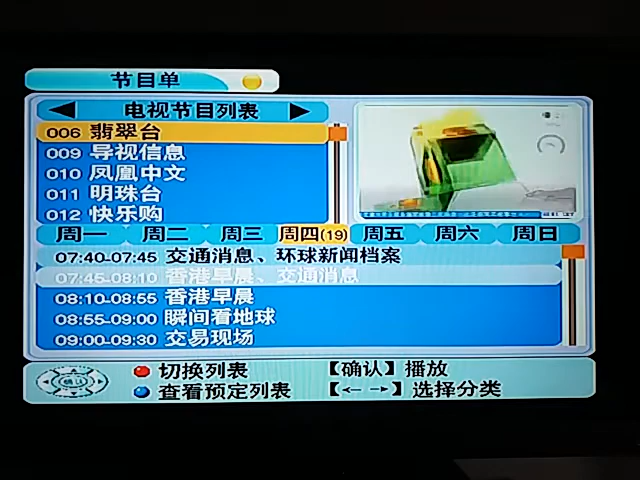 节目单
电视节目列表
006 翡翠台
009 导视信息
010 凤凰中文
011 明珠台
012 快乐购
周一 周二 周三 周四(19) 周五 周六 周日
07:40-07:45 交通消息、环球新闻档案
07:45-08:10 香港早晨、交通消息
08:10-08:55 香港早晨
08:55-09:00 瞬间看地球
09:00-09:30 交易现场
确认
切换列表 【确认】播放
查看预定列表 【←→】选择分类